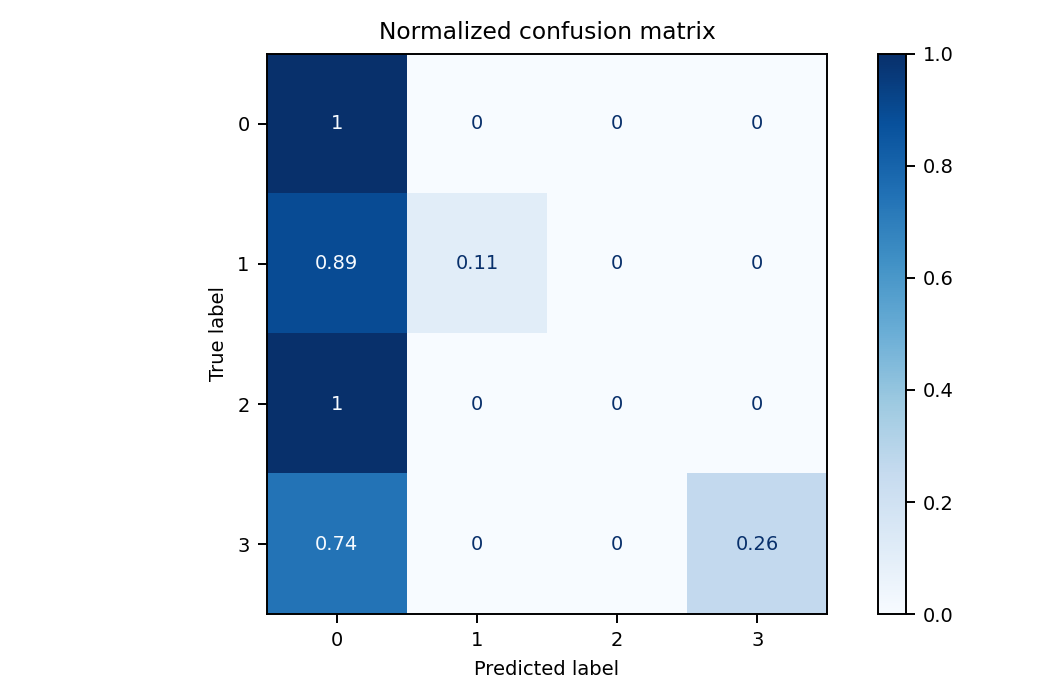 Normalized confusion matrix
True label
0
1
2
3
1 0 0 0
0.89 0.11 0 0
1 0 0 0
0.74 0 0 0.26
0 1 2 3
Predicted label
1.0
0.8
0.6
0.4
0.2
0.0